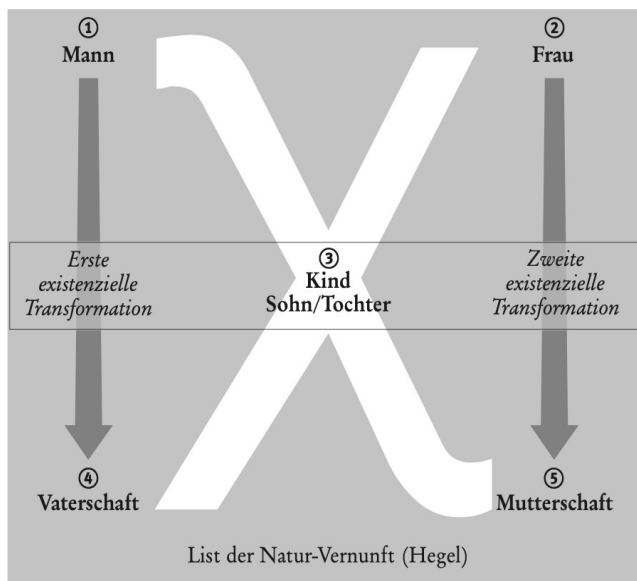 ①
Mann
②
Frau
Erste
existenzielle
Transformation
③
Kind
Sohn/Tochter
Zweite
existenzielle
Transformation
④
Vaterschaft
⑤
Mutterschaft
List der Natur-Vernunft (Hegel)